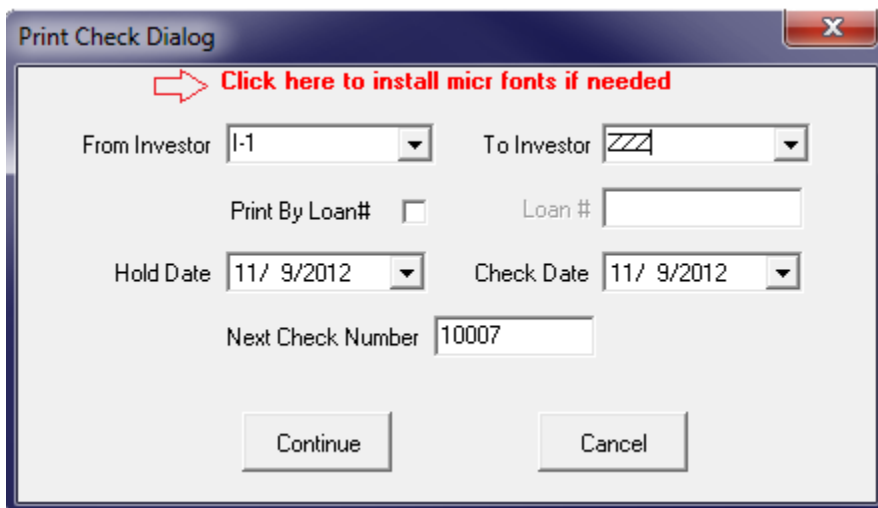 Print Check Dialog
Click here to install micr fonts if needed
From Investor I-1 To Investor ZZZ
Print By Loan# Loan #
Hold Date 11/ 9/2012 Check Date 11/ 9/2012
Next Check Number 10007
Continue Cancel